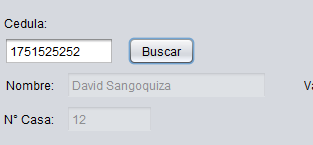 Cedula:
1751525252 Buscar
Nombre: David Sangoquiza
N° Casa: 12